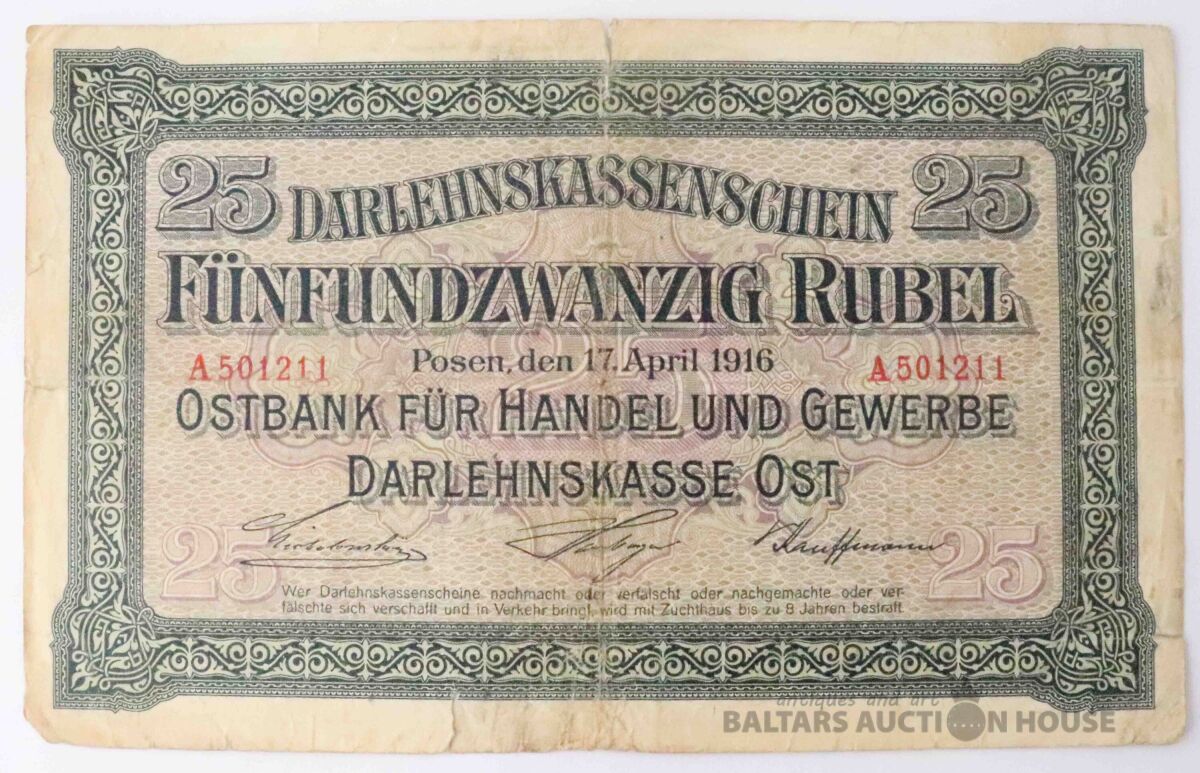 25 DARLEHNSKASSENSCHEIN 25
FÜNFUNDZWANZIG RUBEL
A501211 Posen, den 17. April 1916 A501211
OSTBANK FÜR HANDEL UND GEWERBE
DARLEHNSKASSE OST
25 Kauffmann 25
Wer Darlehnskassenscheine nachmacht oder verfälscht oder nachgemachte oder ver-
fälschte sich verschafft und in Verkehr bringt, wird mit Zuchthaus bis zu 8 Jahren bestraft
antiques and art
BALTARS AUCTION HOUSE